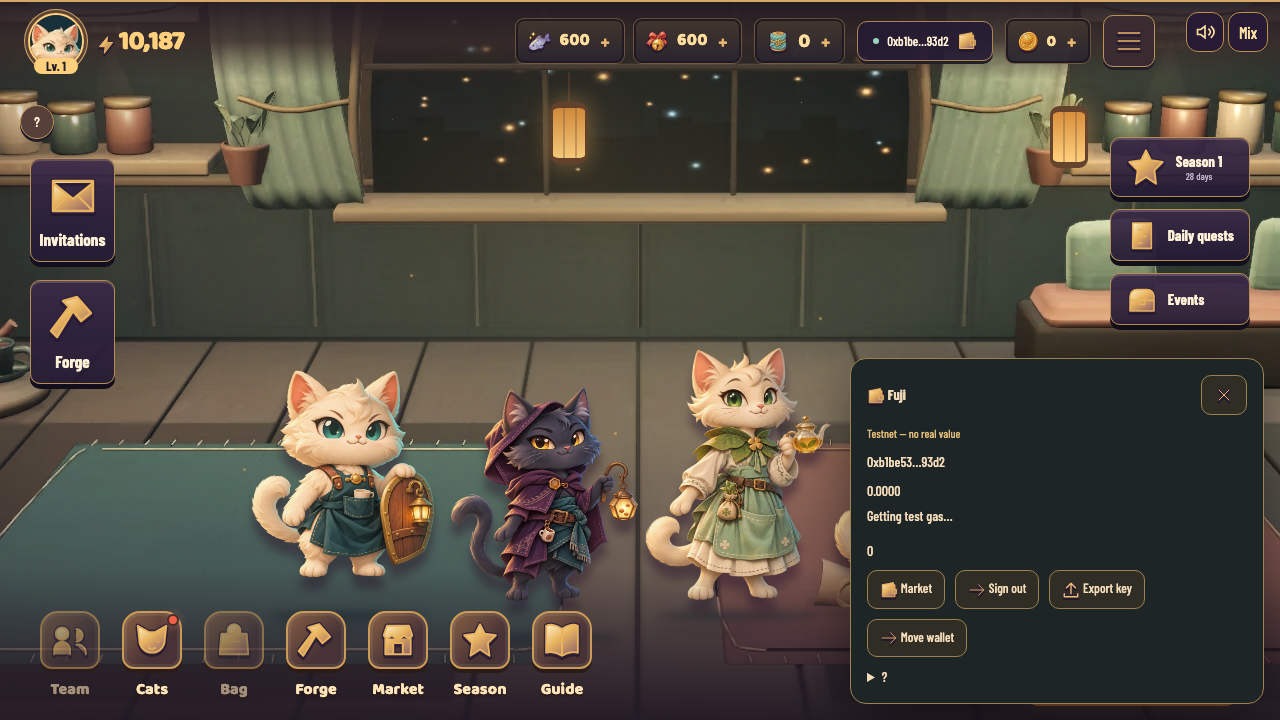 Lv. 1
10,187
600 +
600 +
0 +
0xb1be...93d2
0 +
Mix
?
Invitations
Forge
Season 1
28 days
Daily quests
Events
Fuji
Testnet — no real value
0xb1be53...93d2
0.0000
Getting test gas...
0
Market
Sign out
Export key
Move wallet
?
Team
Cats
Bag
Forge
Market
Season
Guide